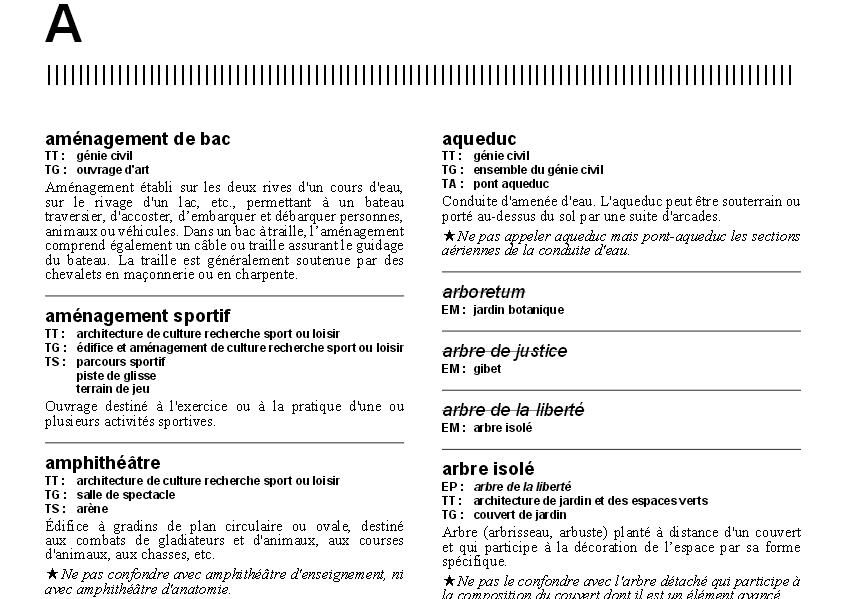 A
aménagement de bac
TT : génie civil
TG : ouvrage d'art
Aménagement établi sur les deux rives d'un cours d'eau,
sur le rivage d'un lac, etc., permettant à un bateau
traversier, d'accoster, d'embarquer et débarquer personnes,
animaux ou véhicules. Dans un bac à traille, l'aménagement
comprend également un câble ou traille assurant le guidage
du bateau. La traille est généralement soutenue par des
chevalets en maçonnerie ou en charpente.
aménagement sportif
TT : architecture de culture recherche sport ou loisir
TG : édifice et aménagement de culture recherche sport ou loisir
TS : parcours sportif
piste de glisse
terrain de jeu
Ouvrage destiné à l'exercice ou à la pratique d'une ou
plusieurs activités sportives.
amphithéâtre
TT : architecture de culture recherche sport ou loisir
TG : salle de spectacle
TS : arène
Édifice à gradins de plan circulaire ou ovale, destiné
aux combats de gladiateurs et d'animaux, aux courses
d'animaux, aux chasses, etc.
★Ne pas confondre avec amphithéâtre d'enseignement, ni
avec amphithéâtre d'anatomie.
aqueduc
TT : génie civil
TG : ensemble du génie civil
TA : pont aqueduc
Conduite d'amenée d'eau. L'aqueduc peut être souterrain ou
porté au-dessus du sol par une suite d'arcades.
★Ne pas appeler aqueduc mais pont-aqueduc les sections
aériennes de la conduite d'eau.
arboretum
EM : jardin botanique
arbre de justice
EM : gibet
arbre de la liberté
EM : arbre isolé
arbre isolé
EP : arbre de la liberté
TT : architecture de jardin et des espaces verts
TG : couvert de jardin
Arbre (arbrisseau, arbuste) planté à distance d'un couvert
et qui participe à la décoration de l'espace par sa forme
spécifique.
★Ne pas le confondre avec l'arbre détaché qui participe à
la composition du couvert dont il est un élément avancé.